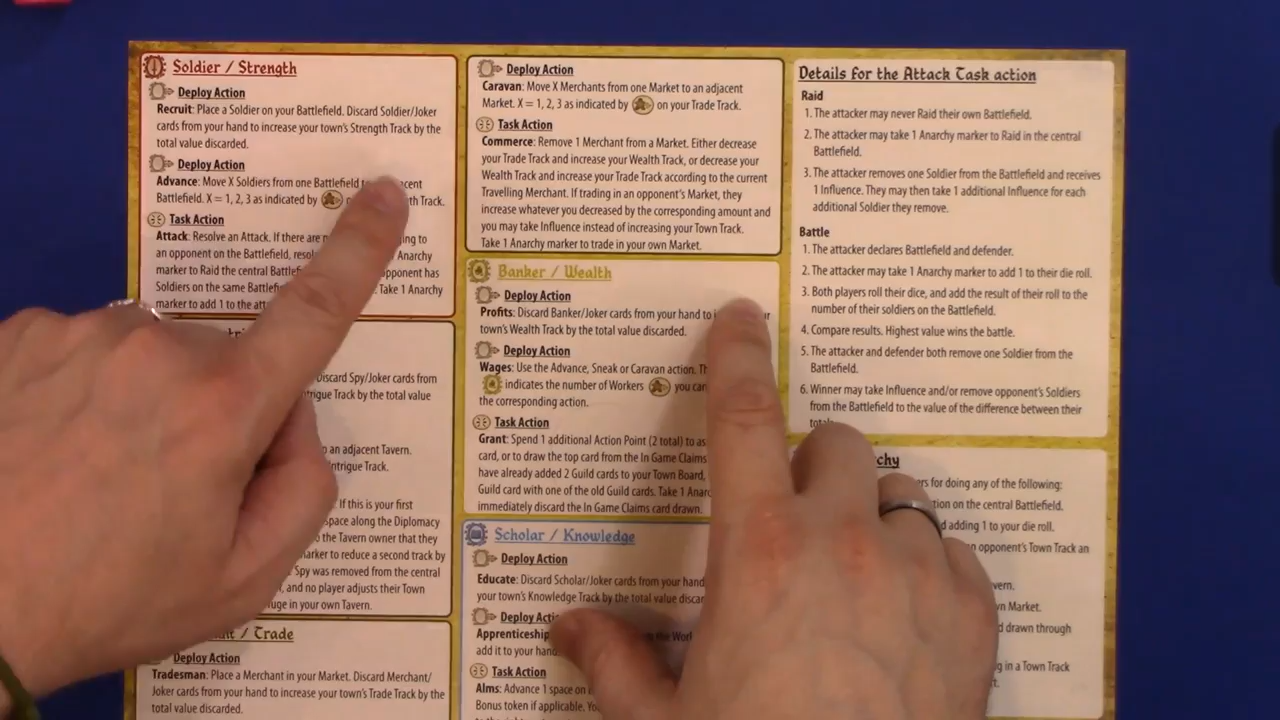 Soldier / Strength
Deploy Action
Recruit: Place a Soldier on your Battlefield. Discard Soldier/Joker
cards from your hand to increase your town's Strength Track by the
total value discarded.
Deploy Action
Advance: Move X Soldiers from one Battlefield
Battlefield. X = 1, 2, 3 as indicated by Track.
Task Action
Attack: Resolve an Attack. If there are to
an opponent on the Battlefield, Anarchy
marker to Raid the central opponent has
Soldiers on the same Take 1 Anarchy
marker to add 1 to the
Discard Spy/Joker cards from
Track by the total value
an adjacent Tavern.
Intrigue Track.
If this is your first
space along the Diplomacy
the Tavern owner that they
marker to reduce a second track by
Spy was removed from the central
and no player adjusts their Town
in your own Tavern.
/ Trade
Deploy Action
Tradesman: Place a Merchant in your Market. Discard Merchant/
Joker cards from your hand to increase your town's Trade Track by the
total value discarded.
Deploy Action
Caravan: Move X Merchants from one Market to an adjacent
Market. X = 1, 2, 3 as indicated by on your Trade Track.
Task Action
Commerce: Remove 1 Merchant from a Market. Either decrease
your Trade Track and increase your Wealth Track, or decrease your
Wealth Track and increase your Trade Track according to the current
Travelling Merchant. If trading in an opponent's Market, they
increase whatever you decreased by the corresponding amount and
you may take Influence instead of increasing your Town Track.
Take 1 Anarchy marker to trade in your own Market.
Banker / Wealth
Deploy Action
Profits: Discard Banker/Joker cards from your hand to
town's Wealth Track by the total value discarded.
Deploy Action
Wages: Use the Advance, Sneak or Caravan action.
indicates the number of Workers you can
the corresponding action.
Task Action
Grant: Spend 1 additional Action Point (2 total) to
card, or to draw the top card from the In Game Claims
have already added 2 Guild cards to your Town Board,
Guild card with one of the old Guild cards. Take 1
immediately discard the In Game Claims card drawn.
Scholar / Knowledge
Deploy Action
Educate: Discard Scholar/Joker cards from your hand
your town's Knowledge Track by the total value
Deploy
Apprenticeship the
add it to your hand
Task Action
Alms: Advance 1 space on
Bonus token if applicable.
Details for the Attack Task action
Raid
1. The attacker may never Raid their own Battlefield.
2. The attacker may take 1 Anarchy marker to Raid in the central
Battlefield.
3. The attacker removes one Soldier from the Battlefield and receives
1 Influence. They may then take 1 additional Influence for each
additional Soldier they remove.
Battle
1. The attacker declares Battlefield and defender.
2. The attacker may take 1 Anarchy marker to add 1 to their die roll.
3. Both players roll their dice, and add the result of their roll to the
number of their soldiers on the Battlefield.
4. Compare results. Highest value wins the battle.
5. The attacker and defender both remove one Soldier from the
Battlefield.
6. Winner may take Influence and/or remove opponent's Soldiers
from the Battlefield to the value of the difference between their
for doing any of the following:
on the central Battlefield.
adding 1 to your die roll.
opponent's Town Track an
Market.
drawn through
in a Town Track